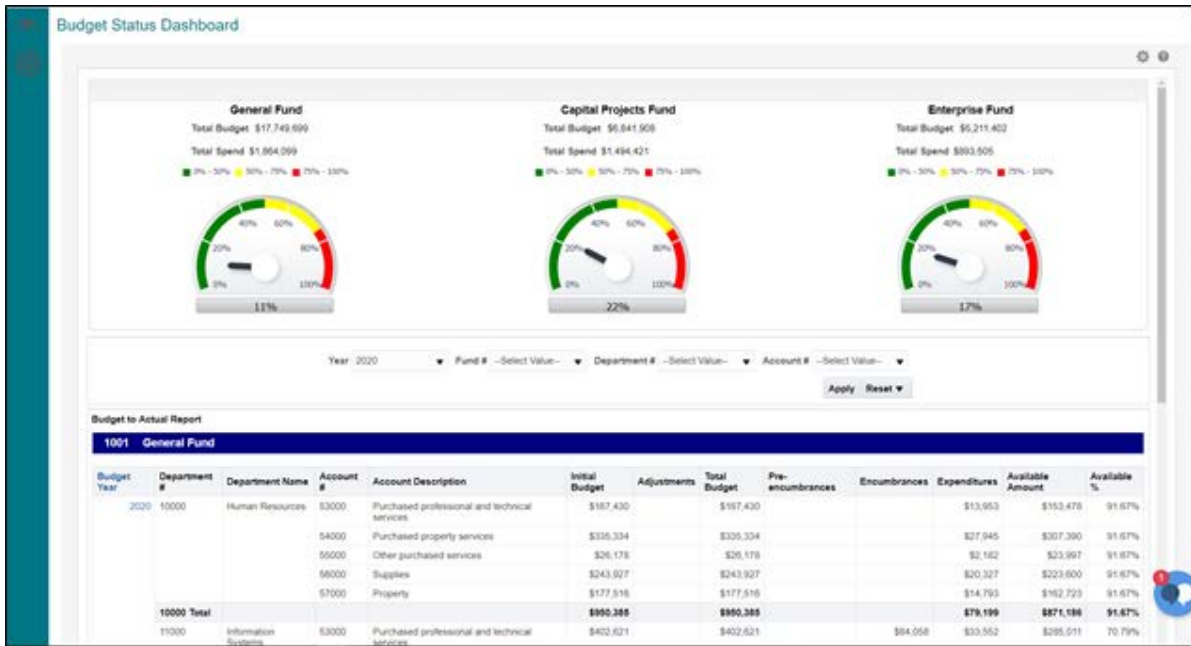 Budget Status Dashboard
General Fund
Total Budget $17,749,699
Total Spend $1,864,099
0% - 50% 50% - 75% 75% - 100%
0% 20% 40% 60% 80% 100%
11%
Capital Projects Fund
Total Budget $6,841,908
Total Spend $1,494,421
0% - 50% 50% - 75% 75% - 100%
0% 20% 40% 60% 80% 100%
22%
Enterprise Fund
Total Budget $5,211,402
Total Spend $893,505
0% - 50% 50% - 75% 75% - 100%
0% 20% 40% 60% 80% 100%
17%
Year 2020 Fund # --Select Value-- Department # --Select Value-- Account # --Select Value--
Apply Reset
Budget to Actual Report
1001 General Fund
Budget Year Department # Department Name Account # Account Description Initial Budget Adjustments Total Budget Pre-encumbrances Encumbrances Expenditures Available Amount Available %
2020 10000 Human Resources 53000 Purchased professional and technical services $167,430 $167,430 $13,953 $153,478 91.67%
54000 Purchased property services $335,334 $335,334 $27,945 $307,390 91.67%
55000 Other purchased services $26,178 $26,178 $2,182 $23,997 91.67%
56000 Supplies $243,927 $243,927 $20,327 $223,600 91.67%
57000 Property $177,516 $177,516 $14,793 $162,723 91.67%
10000 Total $950,385 $950,385 $79,199 $871,186 91.67%
11000 Information Systems 53000 Purchased professional and technical services $402,621 $402,621 $84,058 $33,552 $285,011 70.79%
1